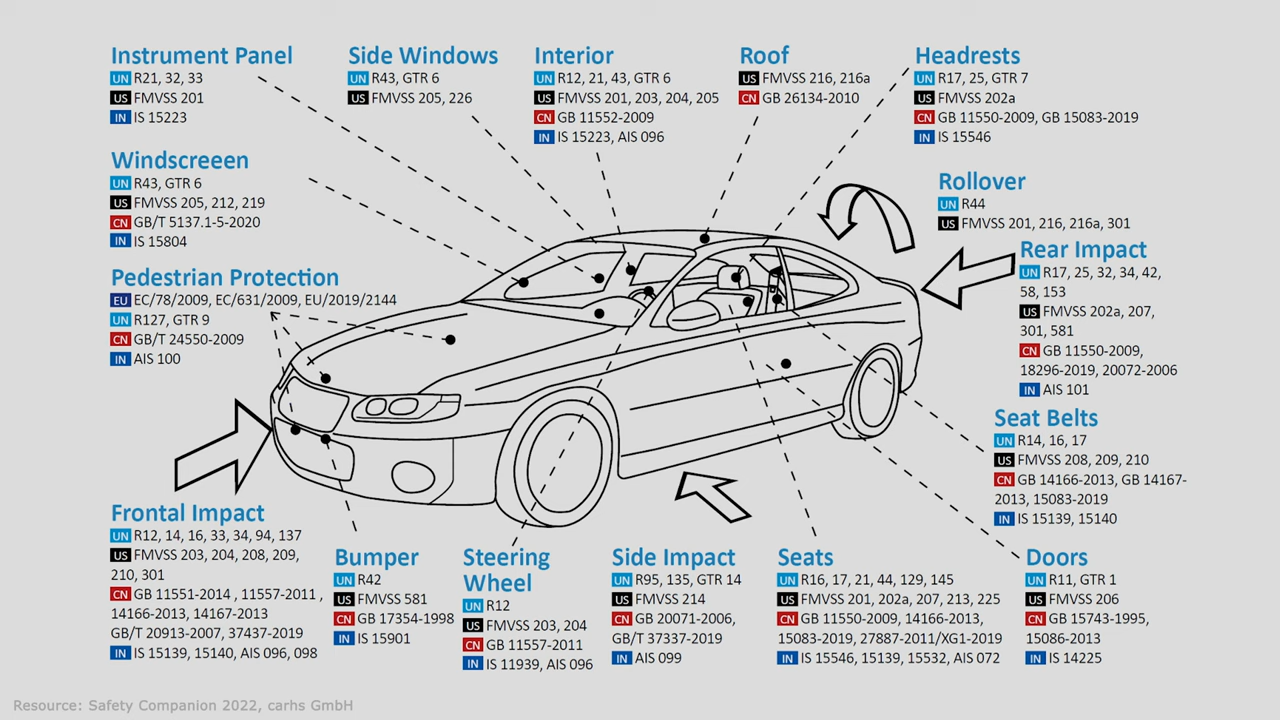 Instrument Panel
UN R21, 32, 33
US FMVSS 201
IN IS 15223
Side Windows
UN R43, GTR 6
US FMVSS 205, 226
Interior
UN R12, 21, 43, GTR 6
US FMVSS 201, 203, 204, 205
CN GB 11552-2009
IN IS 15223, AIS 096
Roof
US FMVSS 216, 216a
CN GB 26134-2010
Headrests
UN R17, 25, GTR 7
US FMVSS 202a
CN GB 11550-2009, GB 15083-2019
IN IS 15546
Windscreeen
UN R43, GTR 6
US FMVSS 205, 212, 219
CN GB/T 5137.1-5-2020
IN IS 15804
Rollover
UN R44
US FMVSS 201, 216, 216a, 301
Pedestrian Protection
EU EC/78/2009, EC/631/2009, EU/2019/2144
UN R127, GTR 9
CN GB/T 24550-2009
IN AIS 100
Rear Impact
UN R17, 25, 32, 34, 42,
58, 153
US FMVSS 202a, 207,
301, 581
CN GB 11550-2009,
18296-2019, 20072-2006
IN AIS 101
Seat Belts
UN R14, 16, 17
US FMVSS 208, 209, 210
CN GB 14166-2013, GB 14167-
2013, 15083-2019
IN IS 15139, 15140
Frontal Impact
UN R12, 14, 16, 33, 34, 94, 137
US FMVSS 203, 204, 208, 209,
210, 301
CN GB 11551-2014 , 11557-2011 ,
14166-2013, 14167-2013
GB/T 20913-2007, 37437-2019
IN IS 15139, 15140, AIS 096, 098
Bumper
UN R42
US FMVSS 581
CN GB 17354-1998
IN IS 15901
Steering
Wheel
UN R12
US FMVSS 203, 204
CN GB 11557-2011
IN IS 11939, AIS 096
Side Impact
UN R95, 135, GTR 14
US FMVSS 214
CN GB 20071-2006,
GB/T 37337-2019
IN AIS 099
Seats
UN R16, 17, 21, 44, 129, 145
US FMVSS 201, 202a, 207, 213, 225
CN GB 11550-2009, 14166-2013,
15083-2019, 27887-2011/XG1-2019
IN IS 15546, 15139, 15532, AIS 072
Doors
UN R11, GTR 1
US FMVSS 206
CN GB 15743-1995,
15086-2013
IN IS 14225
Resource: Safety Companion 2022, carhs GmbH